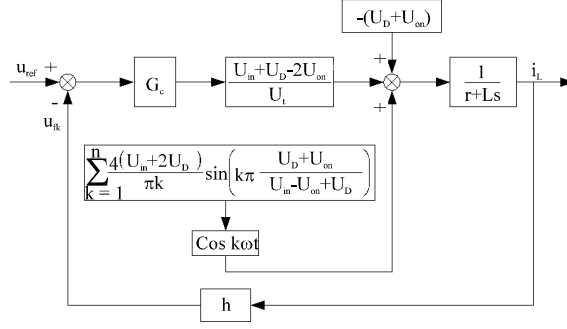 -(U_D+U_on)
u_ref + G_c U_in+U_D-2U_on / U_t + + 1 / r+Ls i_L
-
u_fk
n ∑ k = 1 4(U_in+2U_D) / πk sin(kπ U_D+U_on / U_in-U_on+U_D)
Cos kωt
h